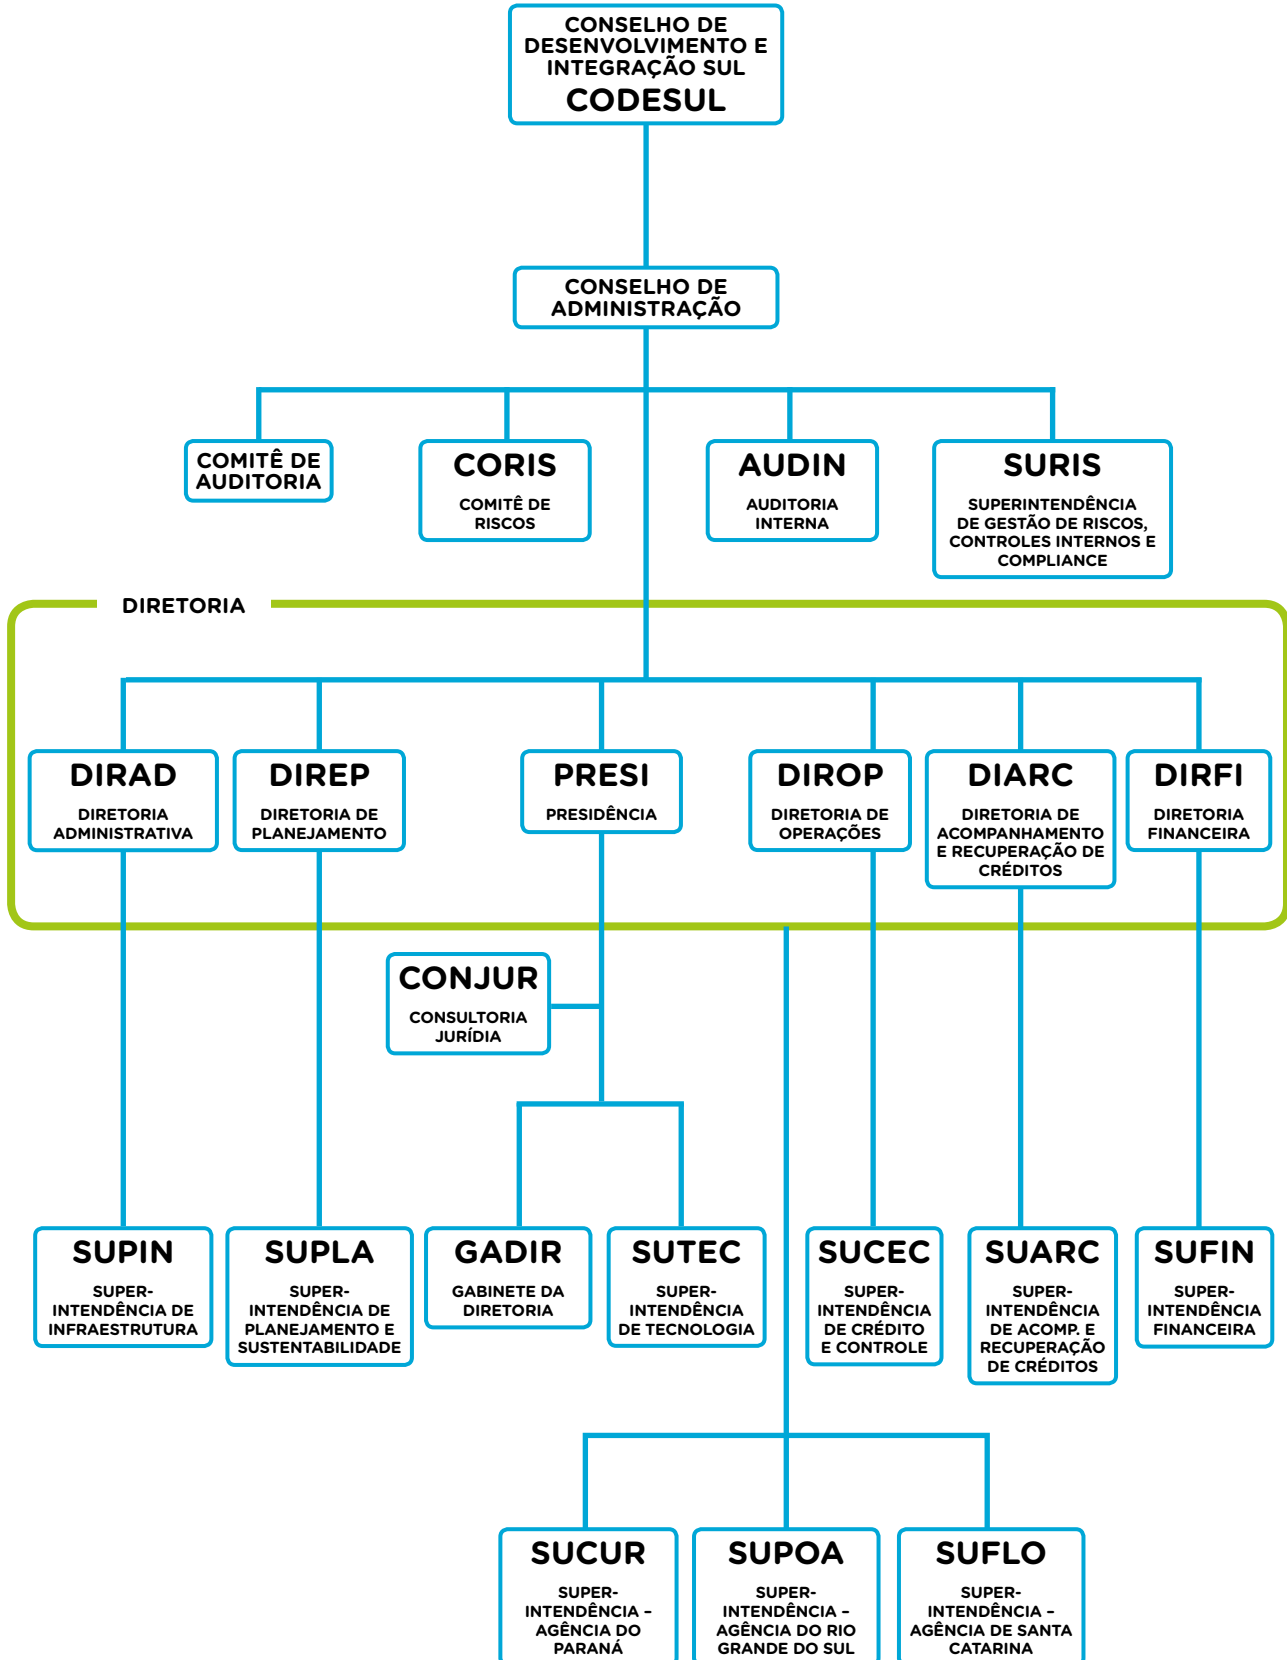 CONSELHO DE
DESENVOLVIMENTO E
INTEGRAÇÃO SUL
CODESUL
CONSELHO DE
ADMINISTRAÇÃO
COMITÊ DE
AUDITORIA
CORIS
COMITÊ DE
RISCOS
AUDIN
AUDITORIA
INTERNA
SURIS
SUPERINTENDÊNCIA
DE GESTÃO DE RISCOS,
CONTROLES INTERNOS E
COMPLIANCE
DIRETORIA
DIRAD
DIRETORIA
ADMINISTRATIVA
DIREP
DIRETORIA DE
PLANEJAMENTO
PRESI
PRESIDÊNCIA
DIROP
DIRETORIA DE
OPERAÇÕES
DIARC
DIRETORIA DE
ACOMPANHAMENTO
E RECUPERAÇÃO DE
CRÉDITOS
DIRFI
DIRETORIA
FINANCEIRA
CONJUR
CONSULTORIA
JURÍDIA
SUPIN
SUPER-
INTENDÊNCIA DE
INFRAESTRUTURA
SUPLA
SUPER-
INTENDÊNCIA DE
PLANEJAMENTO E
SUSTENTABILIDADE
GADIR
GABINETE DA
DIRETORIA
SUTEC
SUPER-
INTENDÊNCIA
DE TECNOLOGIA
SUCEC
SUPER-
INTENDÊNCIA
DE CRÉDITO
E CONTROLE
SUARC
SUPER-
INTENDÊNCIA
DE ACOMP. E
RECUPERAÇÃO
DE CRÉDITOS
SUFIN
SUPER-
INTENDÊNCIA
FINANCEIRA
SUCUR
SUPER-
INTENDÊNCIA –
AGÊNCIA DO
PARANÁ
SUPOA
SUPER-
INTENDÊNCIA –
AGÊNCIA DO RIO
GRANDE DO SUL
SUFLO
SUPER-
INTENDÊNCIA –
AGÊNCIA DE SANTA
CATARINA